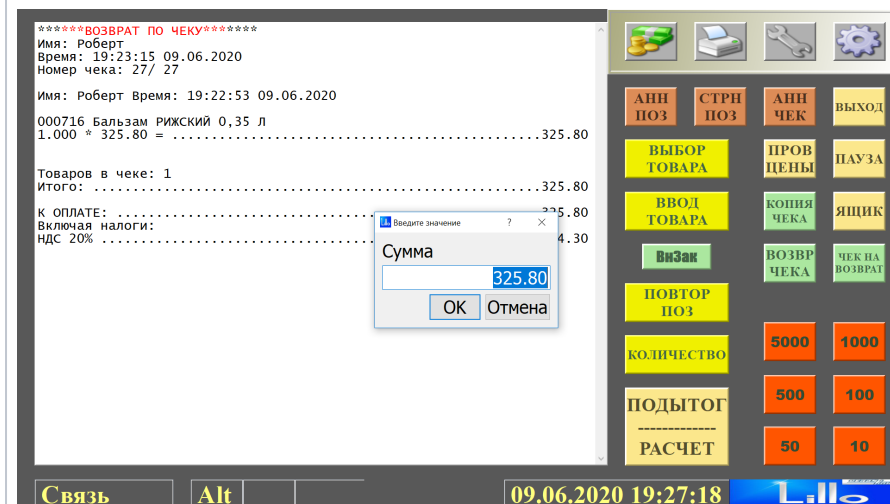 ******ВОЗВРАТ ПО ЧЕКУ*******
Имя: Роберт
Время: 19:23:15 09.06.2020
Номер чека: 27/ 27
Имя: Роберт Время: 19:22:53 09.06.2020
000716 Бальзам РИЖСКИЙ 0,35 Л
1.000 * 325.80 = .............................................325.80
Товаров в чеке: 1
Итого: .......................................................325.80
К ОПЛАТЕ: ....................................................325.80
Включая налоги:
НДС 20% ..................................4.30
Введите значение ? ×
Сумма
325.80
OK Отмена
АНН ПОЗ
СТРН ПОЗ
АНН ЧЕК
ВЫХОД
ВЫБОР ТОВАРА
ПРОВ ЦЕНЫ
ПАУЗА
ВВОД ТОВАРА
КОПИЯ ЧЕКА
ЯЩИК
ВнЗак
ВОЗВР ЧЕКА
ЧЕК НА ВОЗВРАТ
ПОВТОР ПОЗ
КОЛИЧЕСТВО
5000
1000
500
100
ПОДЫТОГ
-------------
РАСЧЕТ
50
10
Связь
Alt
09.06.2020 19:27:18
Lillo